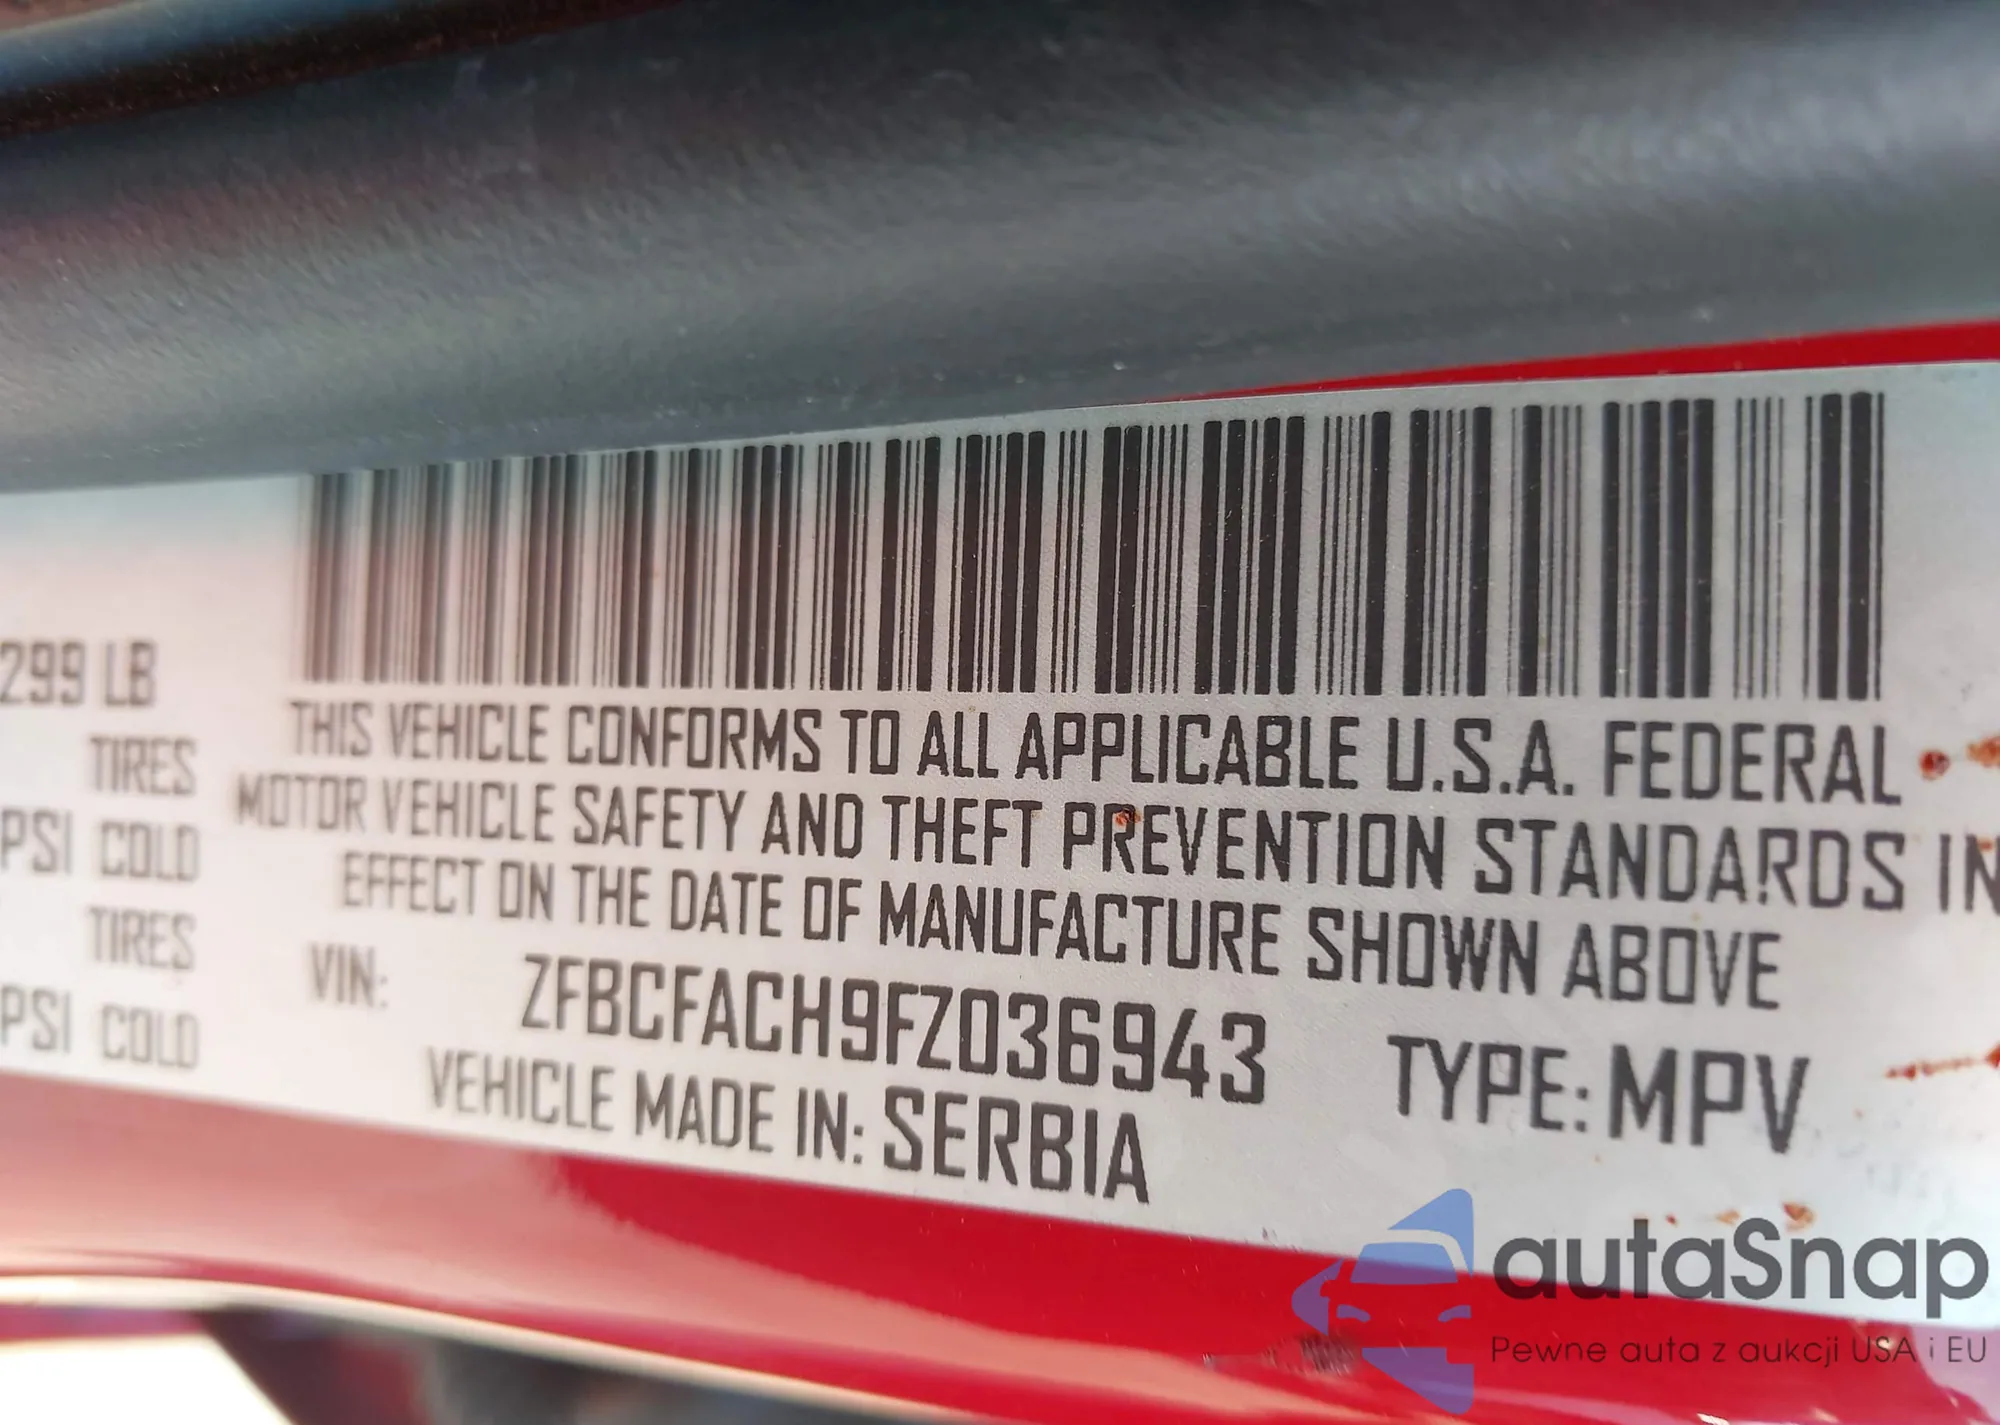 299 LB
TIRES
PSI COLD
TIRES
PSI COLD
THIS VEHICLE CONFORMS TO ALL APPLICABLE U.S.A. FEDERAL
MOTOR VEHICLE SAFETY AND THEFT PREVENTION STANDARDS IN
EFFECT ON THE DATE OF MANUFACTURE SHOWN ABOVE
VIN: ZFBCFACH9FZ036943 TYPE: MPV
VEHICLE MADE IN: SERBIA
autaSnap
Pewne auta z aukcji USA i EU